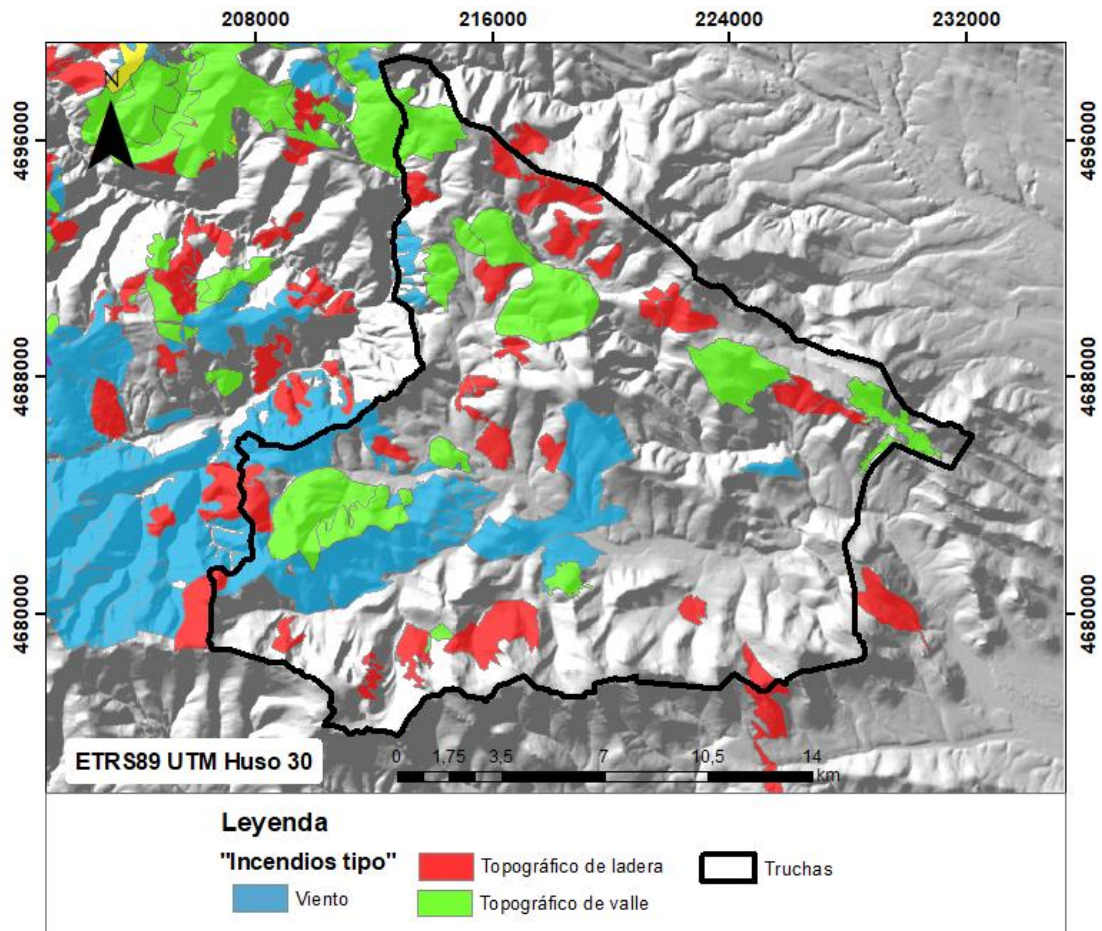 208000 216000 224000 232000
N
4696000 4696000
4688000 4688000
4680000 4680000
ETRS89 UTM Huso 30
0 1,75 3,5 7 10,5 14
km
Leyenda
"Incendios tipo"
Topográfico de ladera
Truchas
Viento
Topográfico de valle